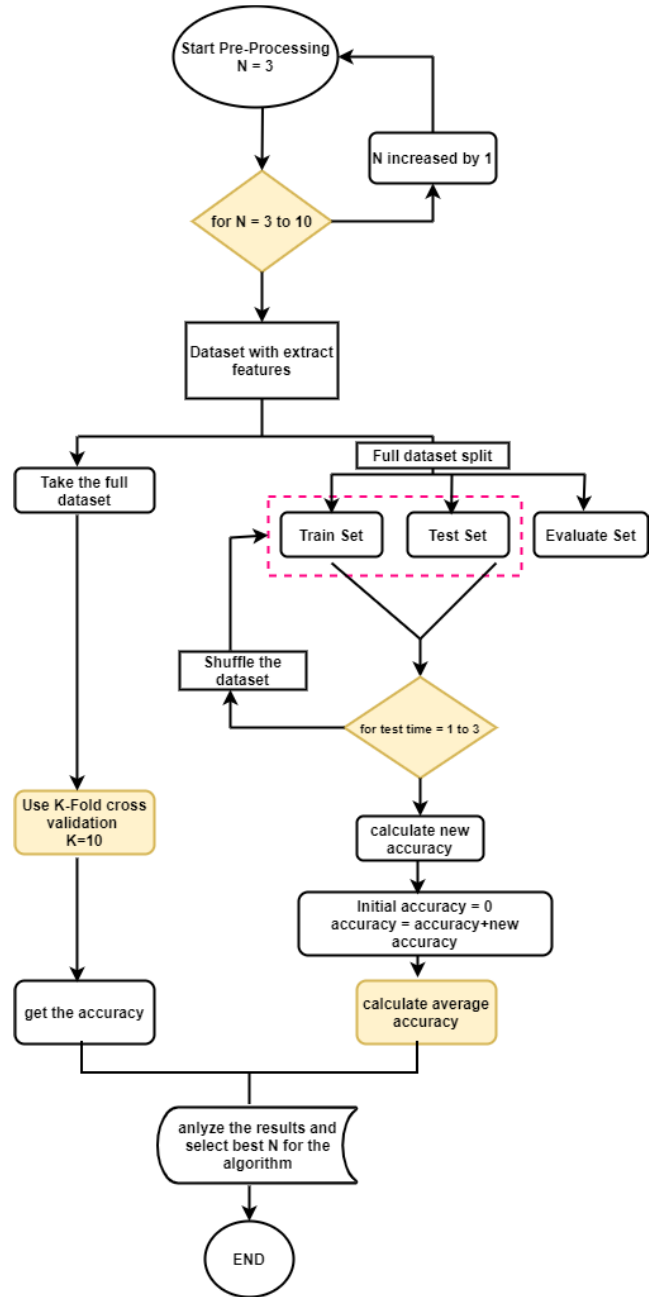 Start Pre-Processing
N = 3
N increased by 1
for N = 3 to 10
Dataset with extract
features
Full dataset split
Take the full
dataset
Train Set
Test Set
Evaluate Set
Shuffle the
dataset
for test time = 1 to 3
Use K-Fold cross
validation
K=10
calculate new
accuracy
Initial accuracy = 0
accuracy = accuracy+new
accuracy
get the accuracy
calculate average
accuracy
anlyze the results and
select best N for the
algorithm
END